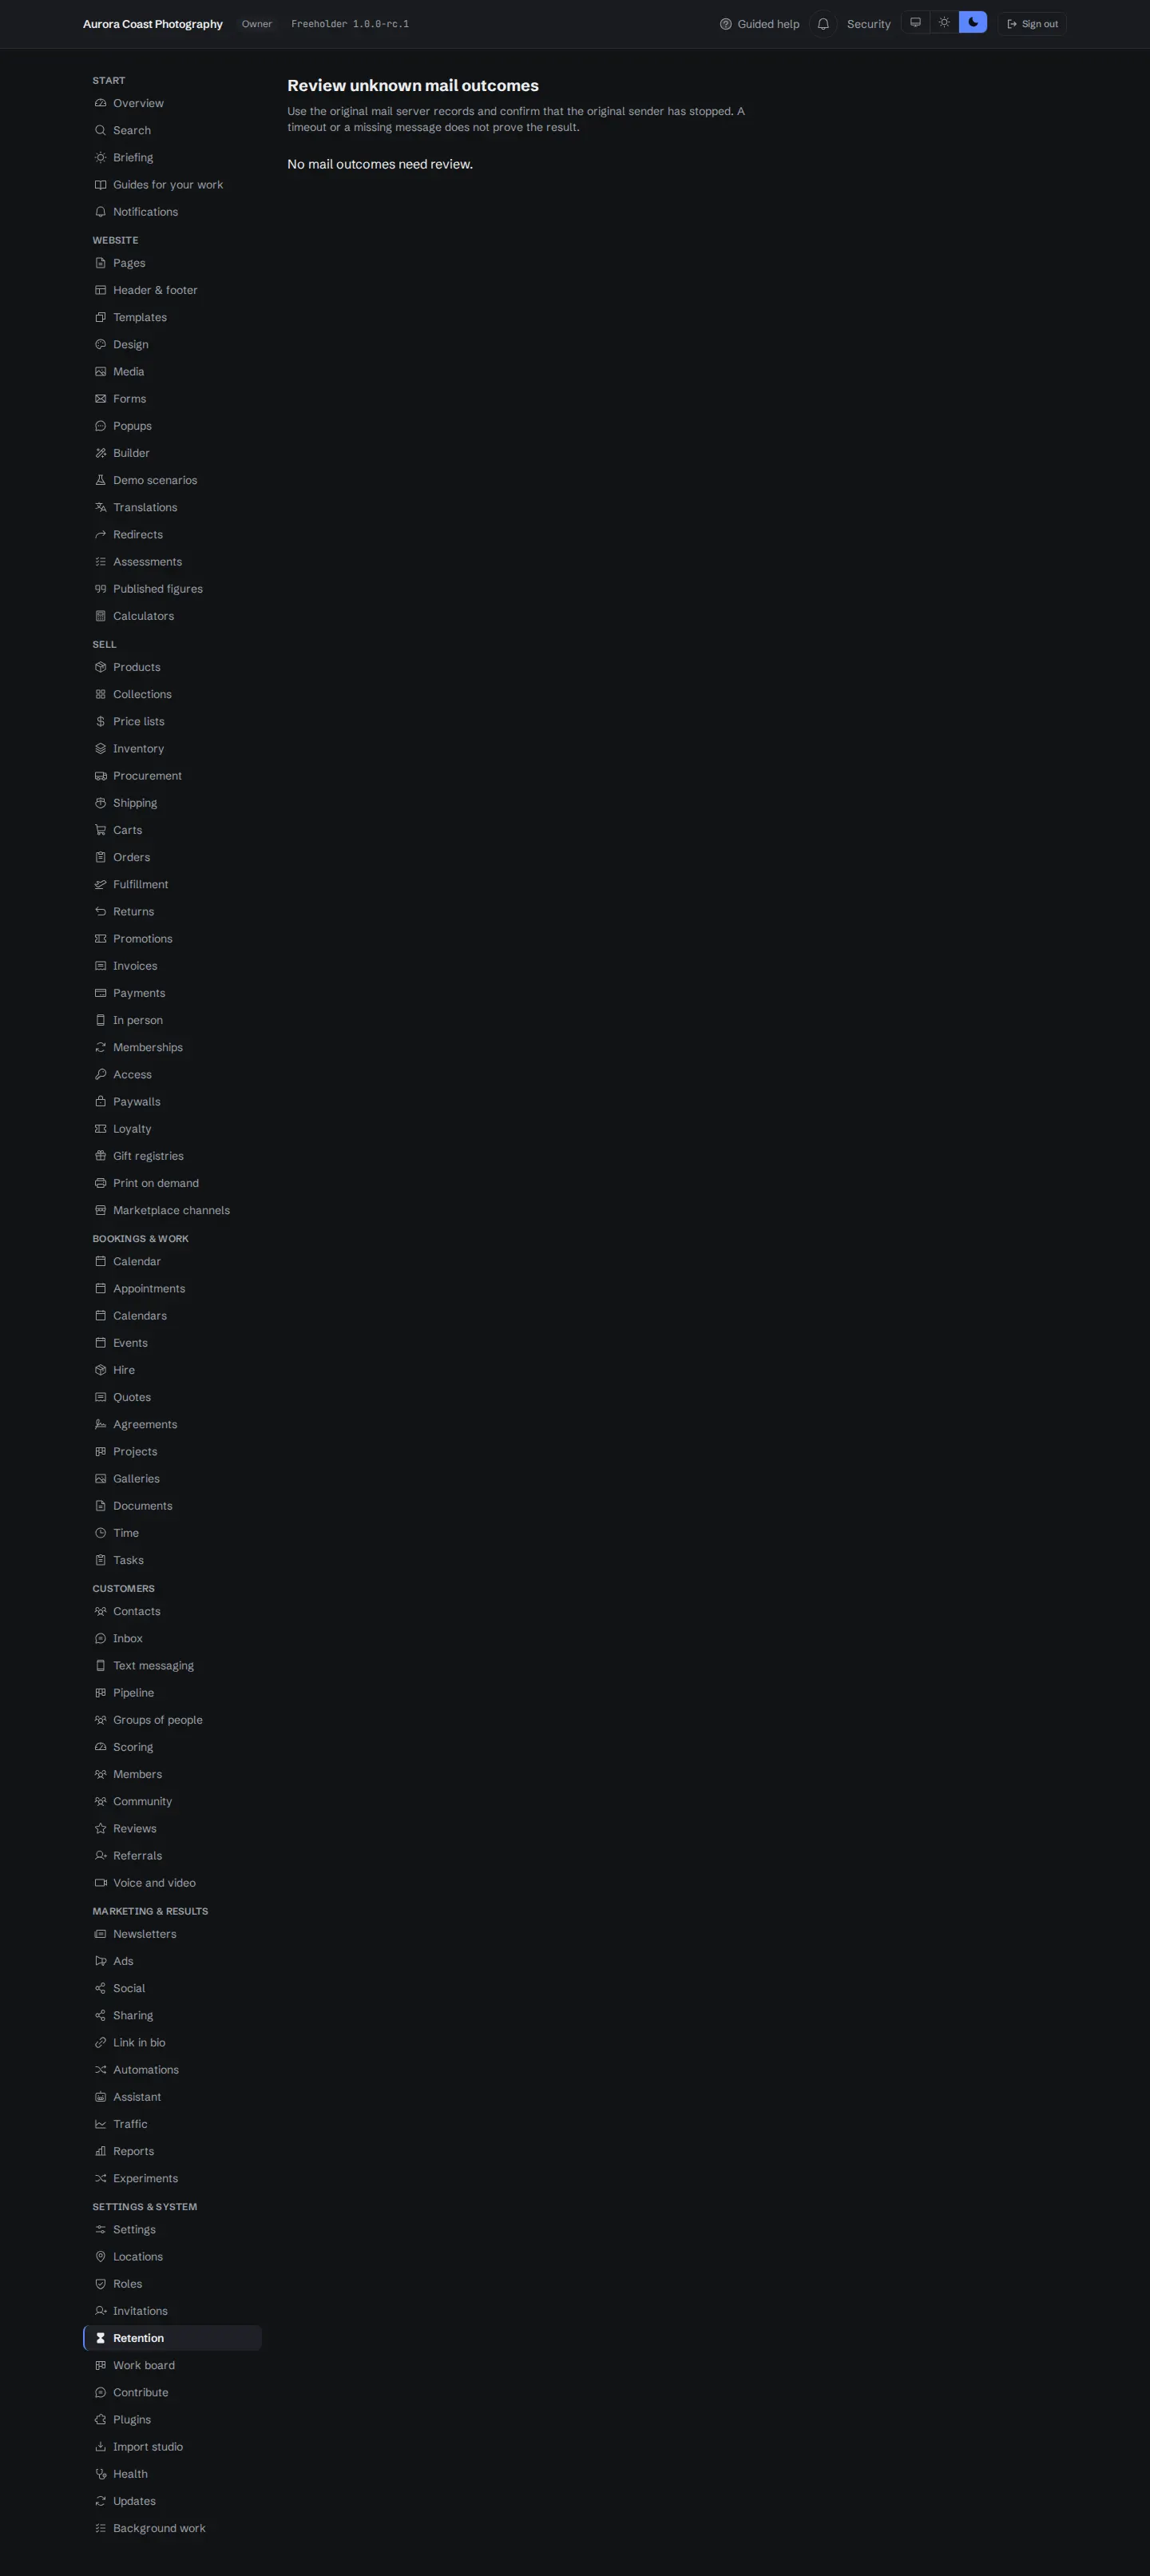 Aurora Coast Photography Owner Freeholder 1.0.0-rc.1 Guided help Security Sign out
START
Overview
Search
Briefing
Guides for your work
Notifications
WEBSITE
Pages
Header & footer
Templates
Design
Media
Forms
Popups
Builder
Demo scenarios
Translations
Redirects
Assessments
Published figures
Calculators
SELL
Products
Collections
Price lists
Inventory
Procurement
Shipping
Carts
Orders
Fulfillment
Returns
Promotions
Invoices
Payments
In person
Memberships
Access
Paywalls
Loyalty
Gift registries
Print on demand
Marketplace channels
BOOKINGS & WORK
Calendar
Appointments
Calendars
Events
Hire
Quotes
Agreements
Projects
Galleries
Documents
Time
Tasks
CUSTOMERS
Contacts
Inbox
Text messaging
Pipeline
Groups of people
Scoring
Members
Community
Reviews
Referrals
Voice and video
MARKETING & RESULTS
Newsletters
Ads
Social
Sharing
Link in bio
Automations
Assistant
Traffic
Reports
Experiments
SETTINGS & SYSTEM
Settings
Locations
Roles
Invitations
Retention
Work board
Contribute
Plugins
Import studio
Health
Updates
Background work
Review unknown mail outcomes
Use the original mail server records and confirm that the original sender has stopped. A
timeout or a missing message does not prove the result.
No mail outcomes need review.